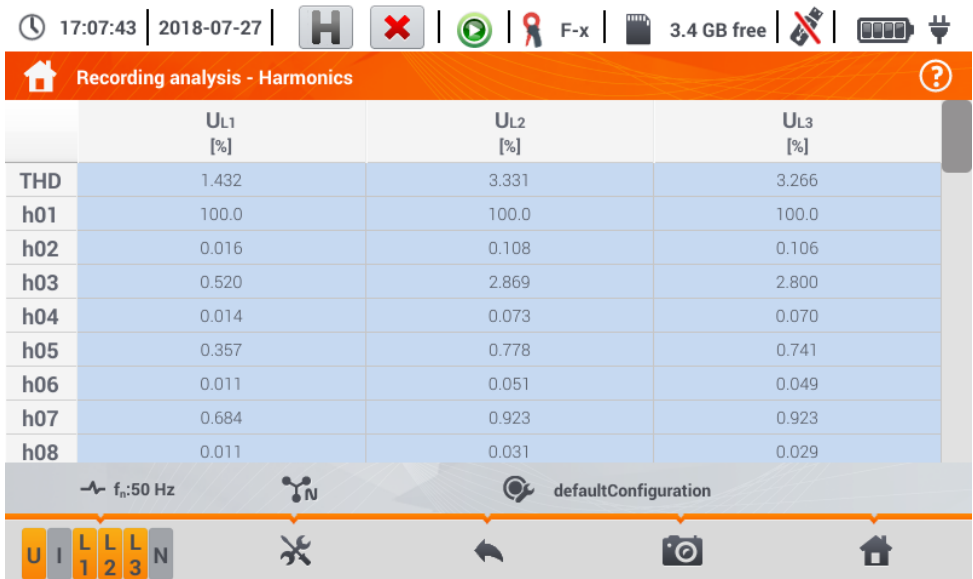 17:07:43 2018-07-27 H F-x 3.4 GB free
Recording analysis - Harmonics ?
UL1 UL2 UL3
[%] [%] [%]
THD 1.432 3.331 3.266
h01 100.0 100.0 100.0
h02 0.016 0.108 0.106
h03 0.520 2.869 2.800
h04 0.014 0.073 0.070
h05 0.357 0.778 0.741
h06 0.011 0.051 0.049
h07 0.684 0.923 0.923
h08 0.011 0.031 0.029
fn:50 Hz N defaultConfiguration
U I L1 L2 L3 N